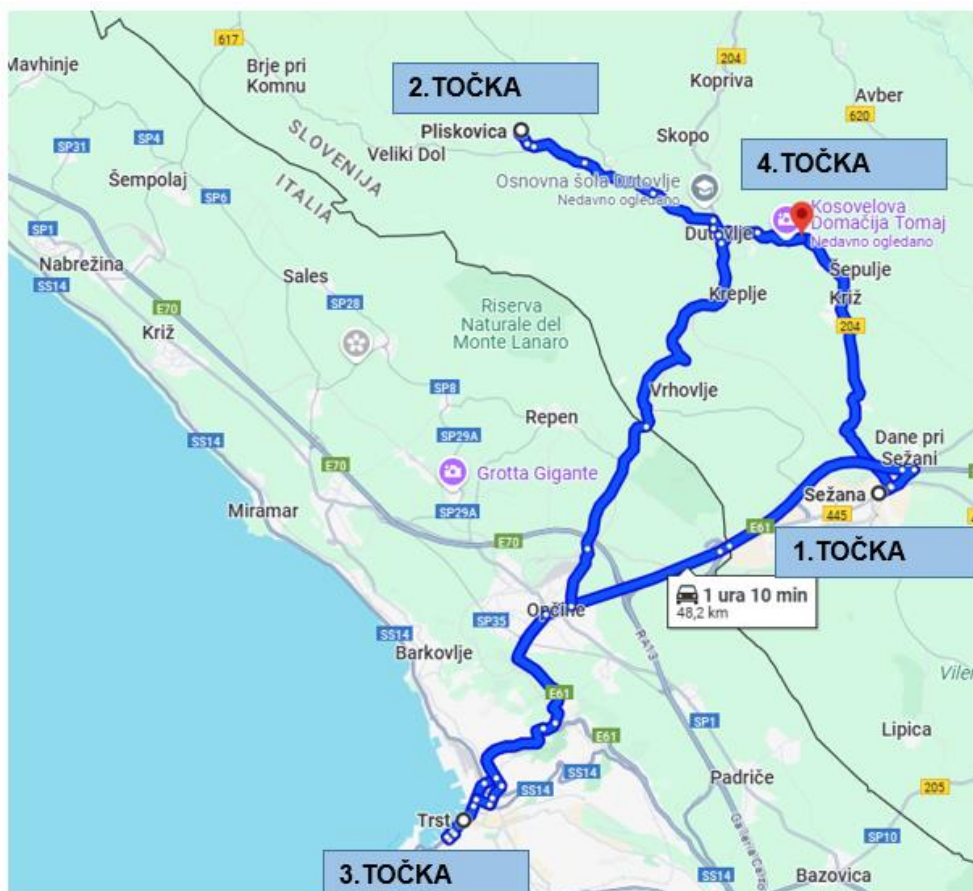 617
Mavhinje
Brje pri
Komnu
204
Kopriva
Avber
620
2.TOČKA
Pliskovica
SLOVENIJA
ITALIA
Veliki Dol
Skopo
4.TOČKA
SP31
SP4
Šempolaj
SP6
Osnovna šola Dutovlje
Nedavno ogledano
Kosovelova
Domačija Tomaj
Nedavno ogledano
SP1
Nabrežina
SS14
Dutovlje
Šepulje
Križ
204
Sales
SP28
E70
Križ
Kreplje
Riserva
Naturale del
Monte Lanaro
SP8
Vrhovlje
Repen
SP29A
SS14
Grotta Gigante
E70
SP29A
Dane pri
Sežani
Sežana
445
E61
Miramar
E70
1.TOČKA
1 ura 10 min
48,2 km
Opčine
SP35
SS14
Barkovlje
RA13
E61
E61
SP1
Lipica
SS14
SS14
Padriče
205
Trst
SP10
3.TOČKA
SS14
Bazovica